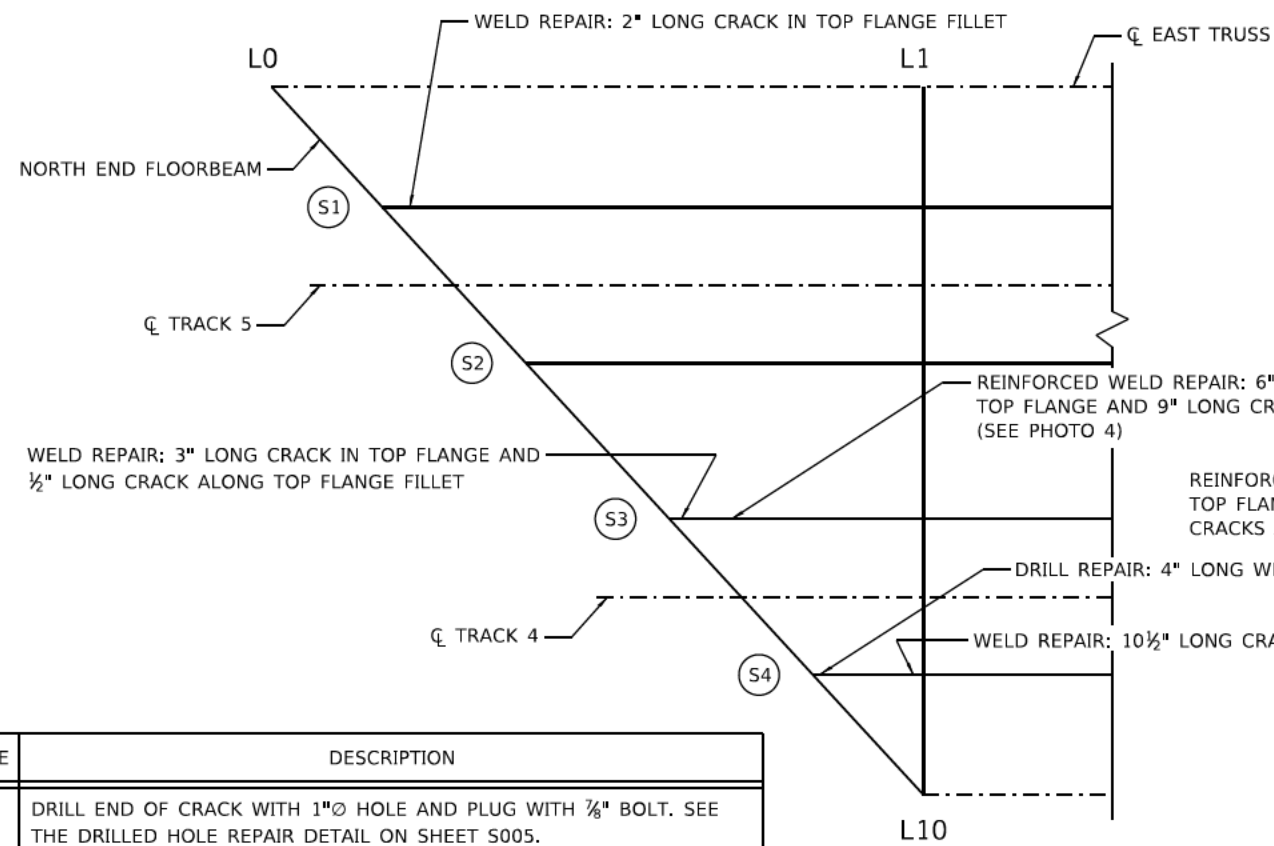 WELD REPAIR: 2" LONG CRACK IN TOP FLANGE FILLET
℄ EAST TRUSS
L0
L1
NORTH END FLOORBEAM
S1
℄ TRACK 5
S2
REINFORCED WELD REPAIR: 6"
TOP FLANGE AND 9" LONG CR
(SEE PHOTO 4)
WELD REPAIR: 3" LONG CRACK IN TOP FLANGE AND
½" LONG CRACK ALONG TOP FLANGE FILLET
REINFOR
TOP FLAN
CRACKS
S3
DRILL REPAIR: 4" LONG W
℄ TRACK 4
WELD REPAIR: 10½" LONG CRA
S4
E
DESCRIPTION
DRILL END OF CRACK WITH 1"Ø HOLE AND PLUG WITH ⅞" BOLT. SEE
THE DRILLED HOLE REPAIR DETAIL ON SHEET S005.
L10